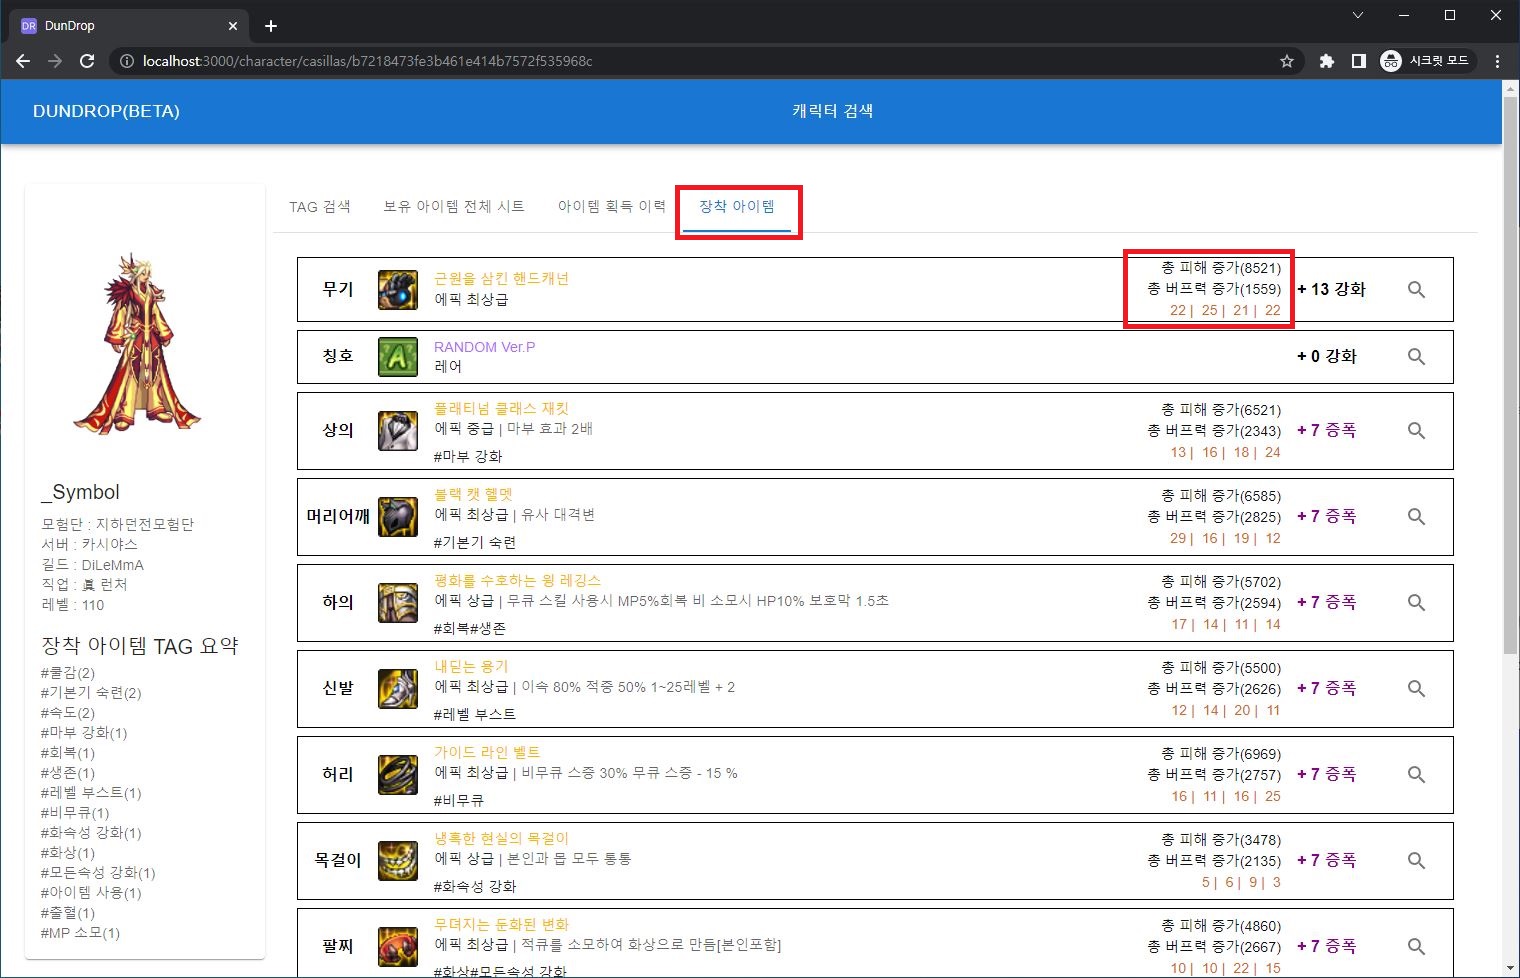 DR DunDrop
localhost:3000/character/casillas/b7218473fe3b461e414b7572f535968c
시크릿 모드
DUNDROP(BETA)
캐릭터 검색
TAG 검색
보유 아이템 전체 시트
아이템 획득 이력
장착 아이템
_Symbol
모험단 : 지하던전모험단
서버 : 카시야스
길드 : DiLeMmA
직업 : 眞 런처
레벨 : 110
장착 아이템 TAG 요약
#쿨감(2)
#기본기 숙련(2)
#속도(2)
#마부 강화(1)
#회복(1)
#생존(1)
#레벨 부스트(1)
#비무큐(1)
#화속성 강화(1)
#화상(1)
#모든속성 강화(1)
#아이템 사용(1)
#출혈(1)
#MP 소모(1)
무기
근원을 삼킨 핸드캐넌
에픽 최상급
총 피해 증가(8521)
총 버프력 증가(1559)
22 | 25 | 21 | 22
+ 13 강화
칭호
A
RANDOM Ver.P
레어
+ 0 강화
상의
플래티넘 클래스 재킷
에픽 중급 | 마부 효과 2배
#마부 강화
총 피해 증가(6521)
총 버프력 증가(2343)
13 | 16 | 18 | 24
+ 7 증폭
머리어깨
블랙 캣 헬멧
에픽 최상급 | 유사 대격변
#기본기 숙련
총 피해 증가(6585)
총 버프력 증가(2825)
29 | 16 | 19 | 12
+ 7 증폭
하의
평화를 수호하는 윙 레깅스
에픽 상급 | 무큐 스킬 사용시 MP5%회복 비 소모시 HP10% 보호막 1.5초
#회복#생존
총 피해 증가(5702)
총 버프력 증가(2594)
17 | 14 | 11 | 14
+ 7 증폭
신발
내딛는 용기
에픽 최상급 | 이속 80% 적중 50% 1~25레벨 + 2
#레벨 부스트
총 피해 증가(5500)
총 버프력 증가(2626)
12 | 14 | 20 | 11
+ 7 증폭
허리
가이드 라인 벨트
에픽 최상급 | 비무큐 스증 30% 무큐 스증 - 15 %
#비무큐
총 피해 증가(6969)
총 버프력 증가(2757)
16 | 11 | 16 | 25
+ 7 증폭
목걸이
냉혹한 현실의 목걸이
에픽 상급 | 본인과 몹 모두 통통
#화속성 강화
총 피해 증가(3478)
총 버프력 증가(2135)
5 | 6 | 9 | 3
+ 7 증폭
팔찌
무뎌지는 둔화된 변화
에픽 최상급 | 적큐를 소모하여 화상으로 만듬[본인포함]
#화상#모든속성 강화
총 피해 증가(4860)
총 버프력 증가(2667)
10 | 10 | 22 | 15
+ 7 증폭